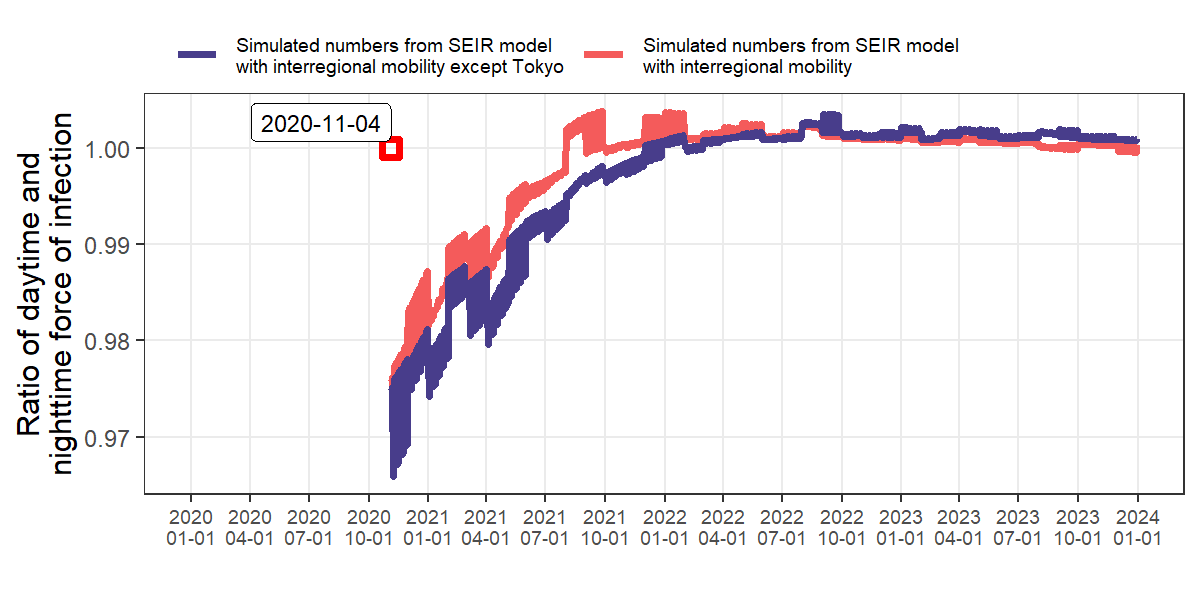 Simulated numbers from SEIR model
with interregional mobility except Tokyo
Simulated numbers from SEIR model
with interregional mobility
2020-11-04
Ratio of daytime and
nighttime force of infection
1.00
0.99
0.98
0.97
2020 2020 2020 2020 2021 2021 2021 2021 2022 2022 2022 2022 2023 2023 2023 2023 2024
01-01 04-01 07-01 10-01 01-01 04-01 07-01 10-01 01-01 04-01 07-01 10-01 01-01 04-01 07-01 10-01 01-01